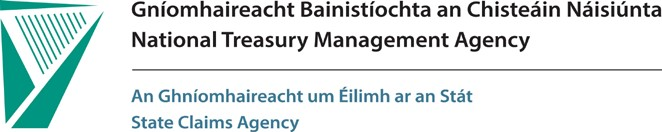 Gníomhaireacht Bainistíochta an Chisteáin Náisiúnta
National Treasury Management Agency
An Ghníomhaireacht um Éilimh ar an Stát
State Claims Agency